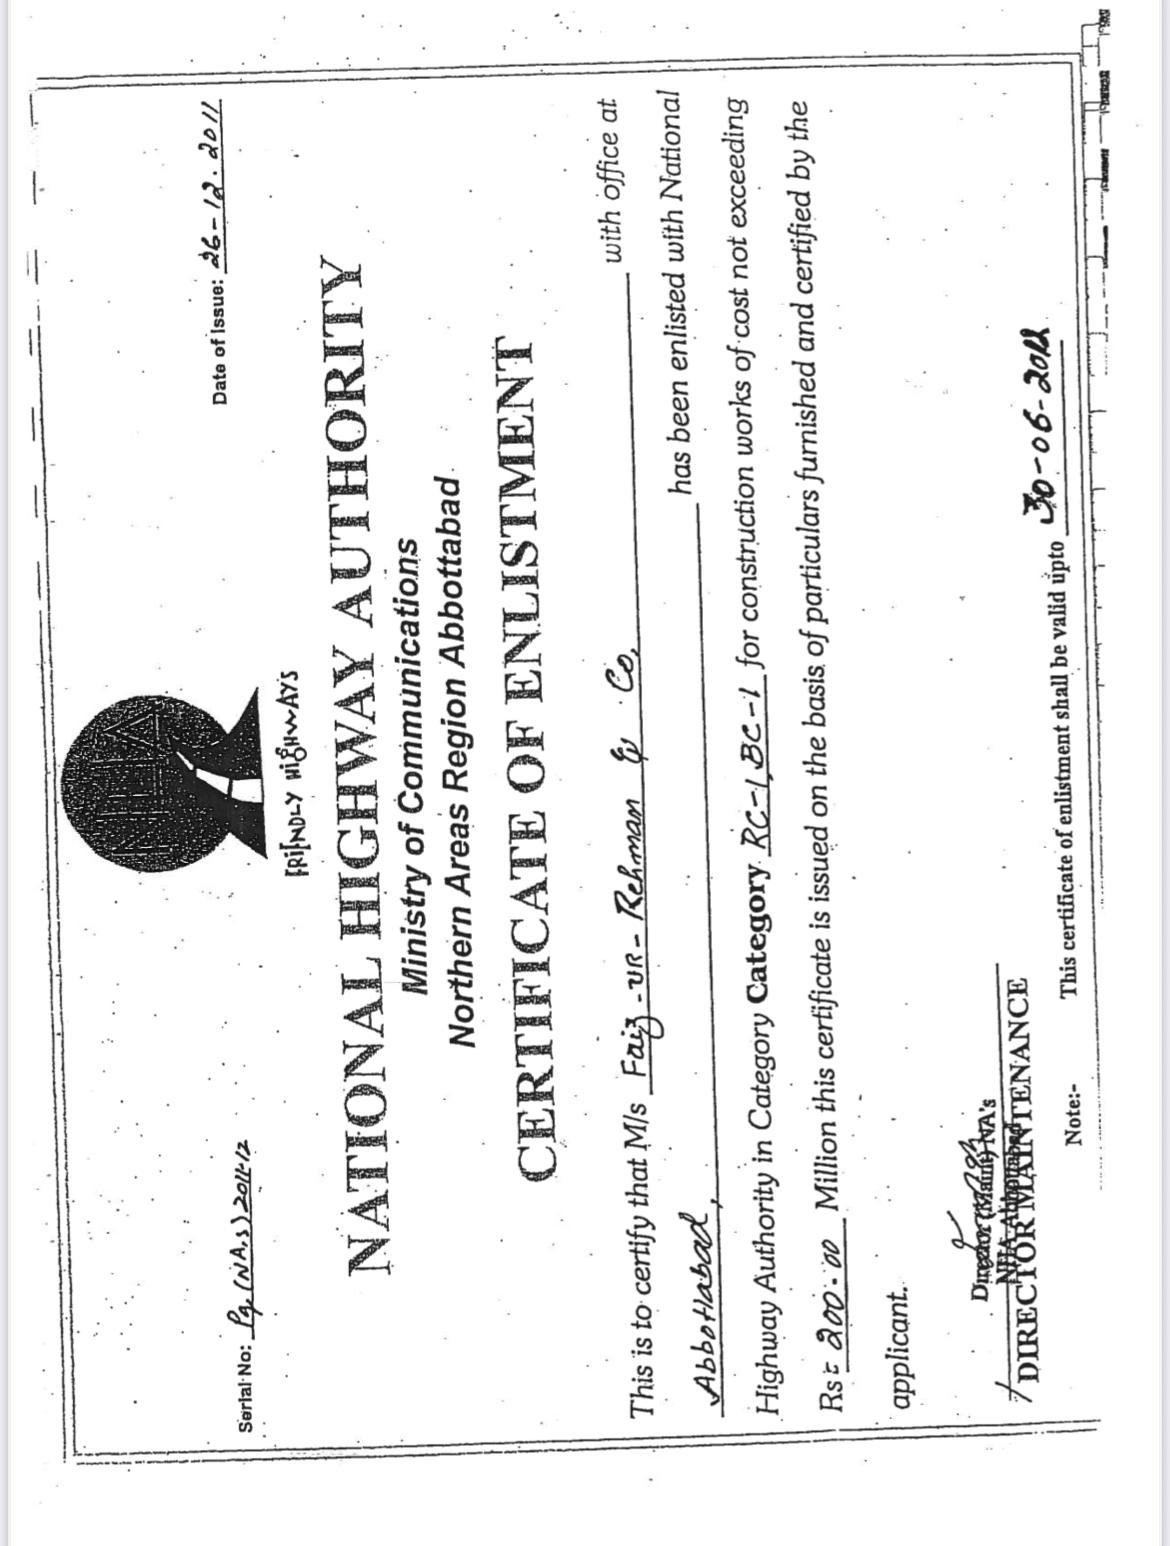 NHA
FRIENDLY HIGHWAYS
Serial No: Pq. (NA,s) 2011-12
Date of Issue: 26-12.2011
NATIONAL HIGHWAY AUTHORITY
Ministry of Communications
Northern Areas Region Abbottabad
CERTIFICATE OF ENLISTMENT
This is to certify that M/s Faiz-ur-Rehman & Co, with office at
Abbottabad, has been enlisted with National
Highway Authority in Category Category RC-1, BC-1 for construction works of cost not exceeding
Rs = 200.00 Million this certificate is issued on the basis of particulars furnished and certified by the
applicant.
Director (Maint) NA's
NHA Abbottabad
DIRECTOR MAINTENANCE
Note:- This certificate of enlistment shall be valid upto 30-06-2012